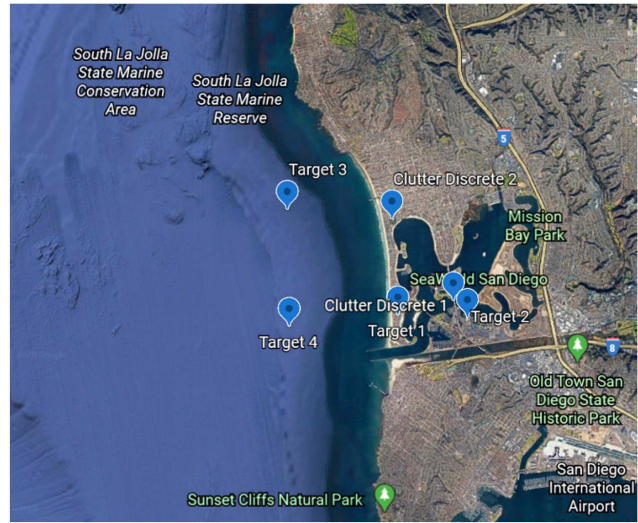 South La Jolla
State Marine
Conservation
Area
South La Jolla
State Marine
Reserve
5
Target 3
Clutter Discrete 2
Mission
Bay Park
SeaWorld San Diego
Clutter Discrete 1
Target 2
Target 1
Target 4
8
Old Town San
Diego State
Historic Park
San Diego
International
Airport
Sunset Cliffs Natural Park